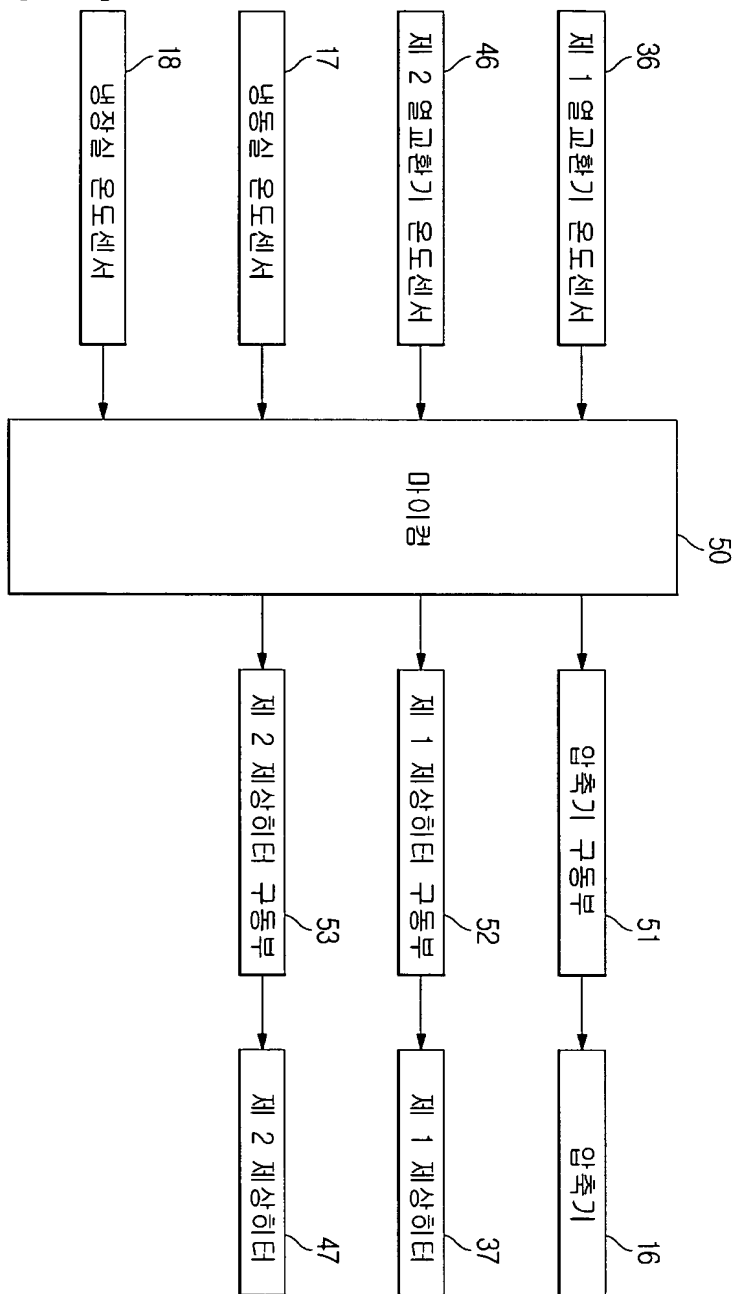 36
제 1 열교환기 온도센서
46
제 2 열교환기 온도센서
17
냉동실 온도센서
18
냉장실 온도센서
50
마이컴
51
압축기 구동부
52
제 1 제상히터 구동부
53
제 2 제상히터 구동부
16
압축기
37
제 1 제상히터
47
제 2 제상히터